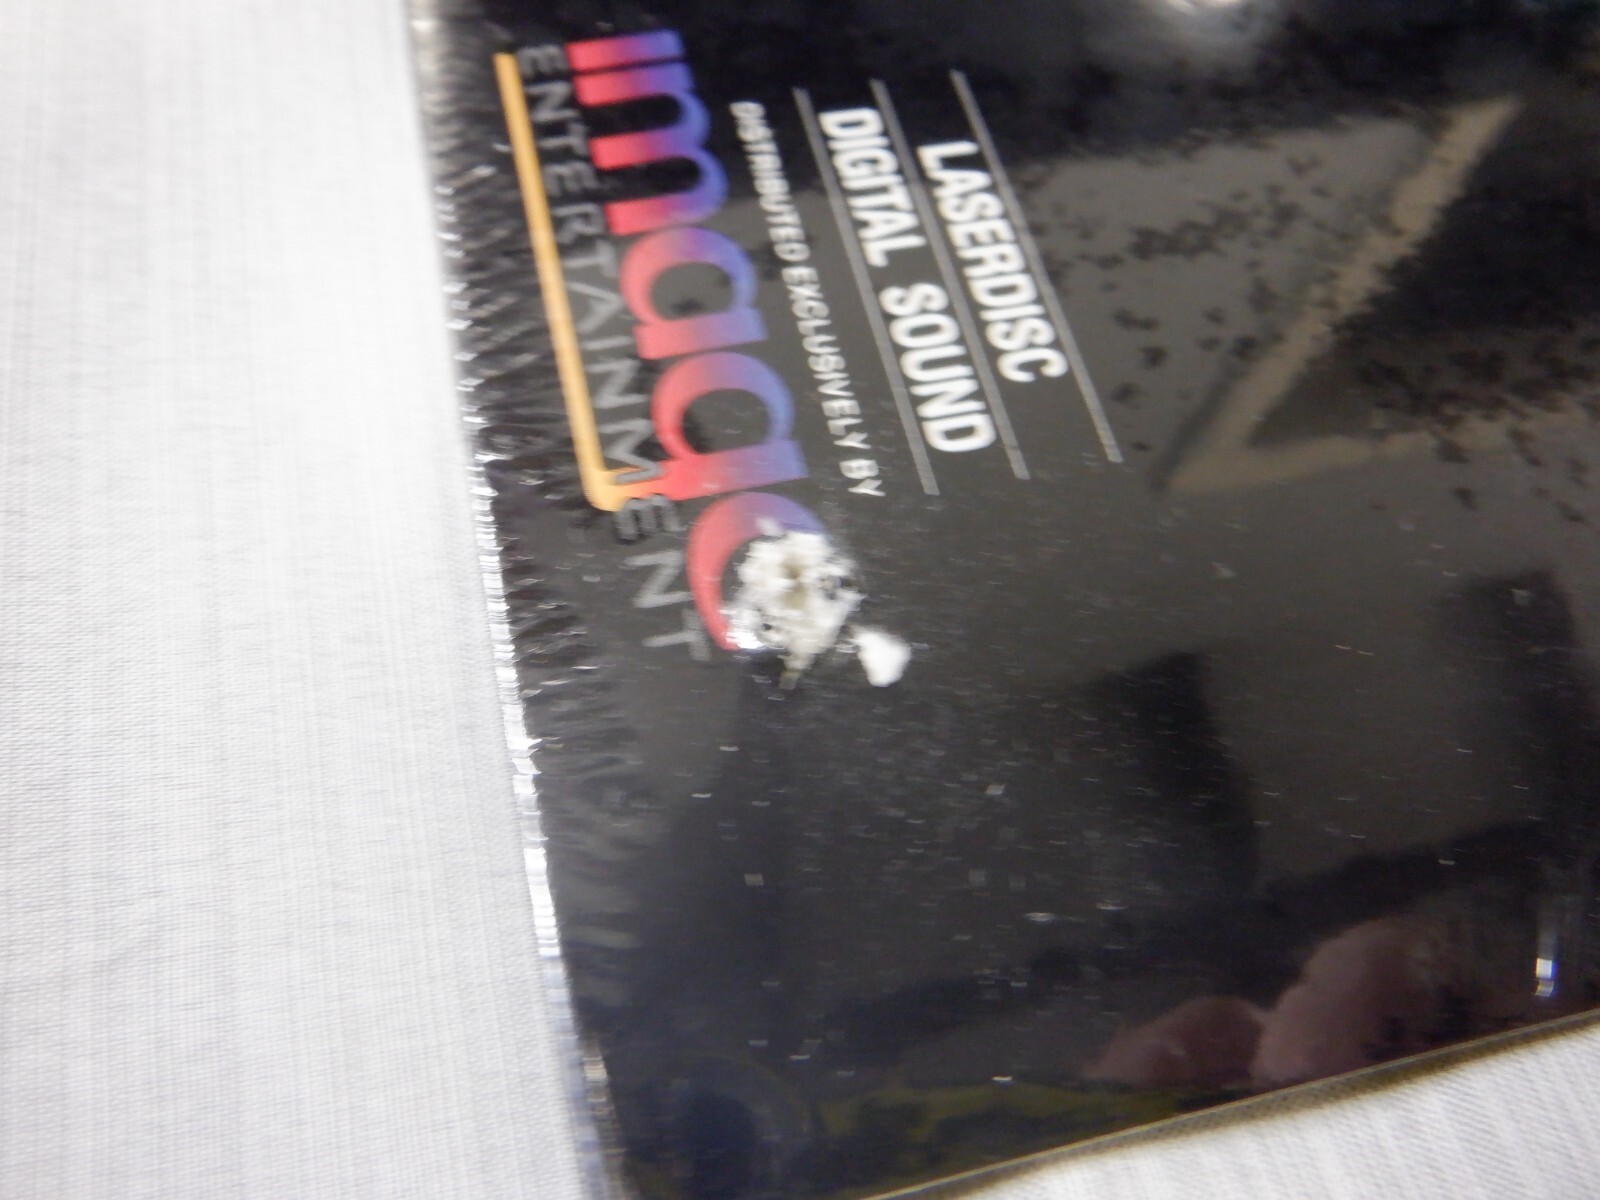 LASERDISC
DIGITAL SOUND
DISTRIBUTED EXCLUSIVELY BY
image
ENTERTAINMENT